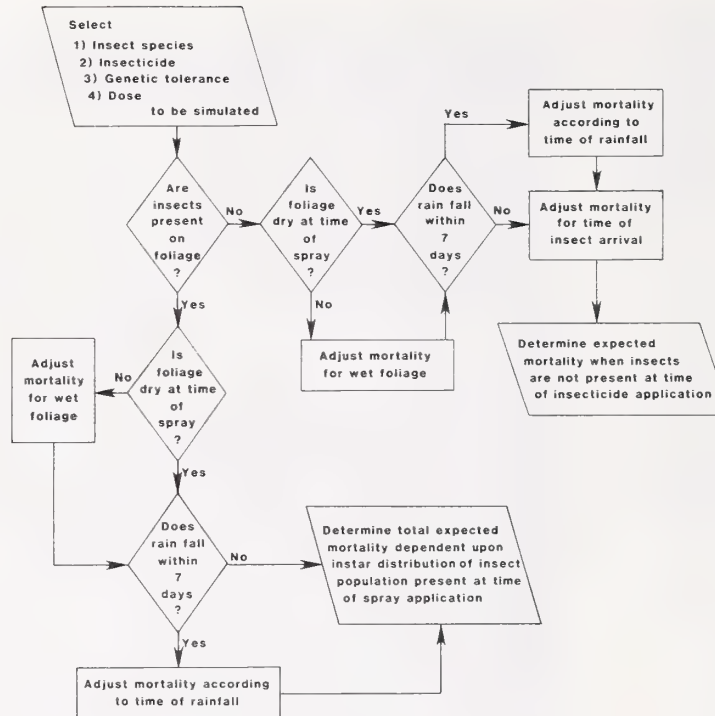 Select
1) Insect species
2) Insecticide
3) Genetic tolerance
4) Dose
to be simulated
Are
insects
present
on
foliage
?
No
Is
foliage
dry at time
of
spray
?
Yes
Does
rain fall
within
7
days
?
Yes
Adjust mortality
according to
time of rainfall
No
Adjust mortality
for time of
insect arrival
No
Adjust mortality
for wet foliage
Determine expected
mortality when insects
are not present at time
of insecticide application
Yes
Is
foliage
dry at time
of
spray
?
No
Adjust
mortality
for wet
foliage
Yes
Does
rain fall
within
7
days
?
No
Determine total expected
mortality dependent upon
instar distribution of insect
population present at time
of spray application
Yes
Adjust mortality according
to time of rainfall